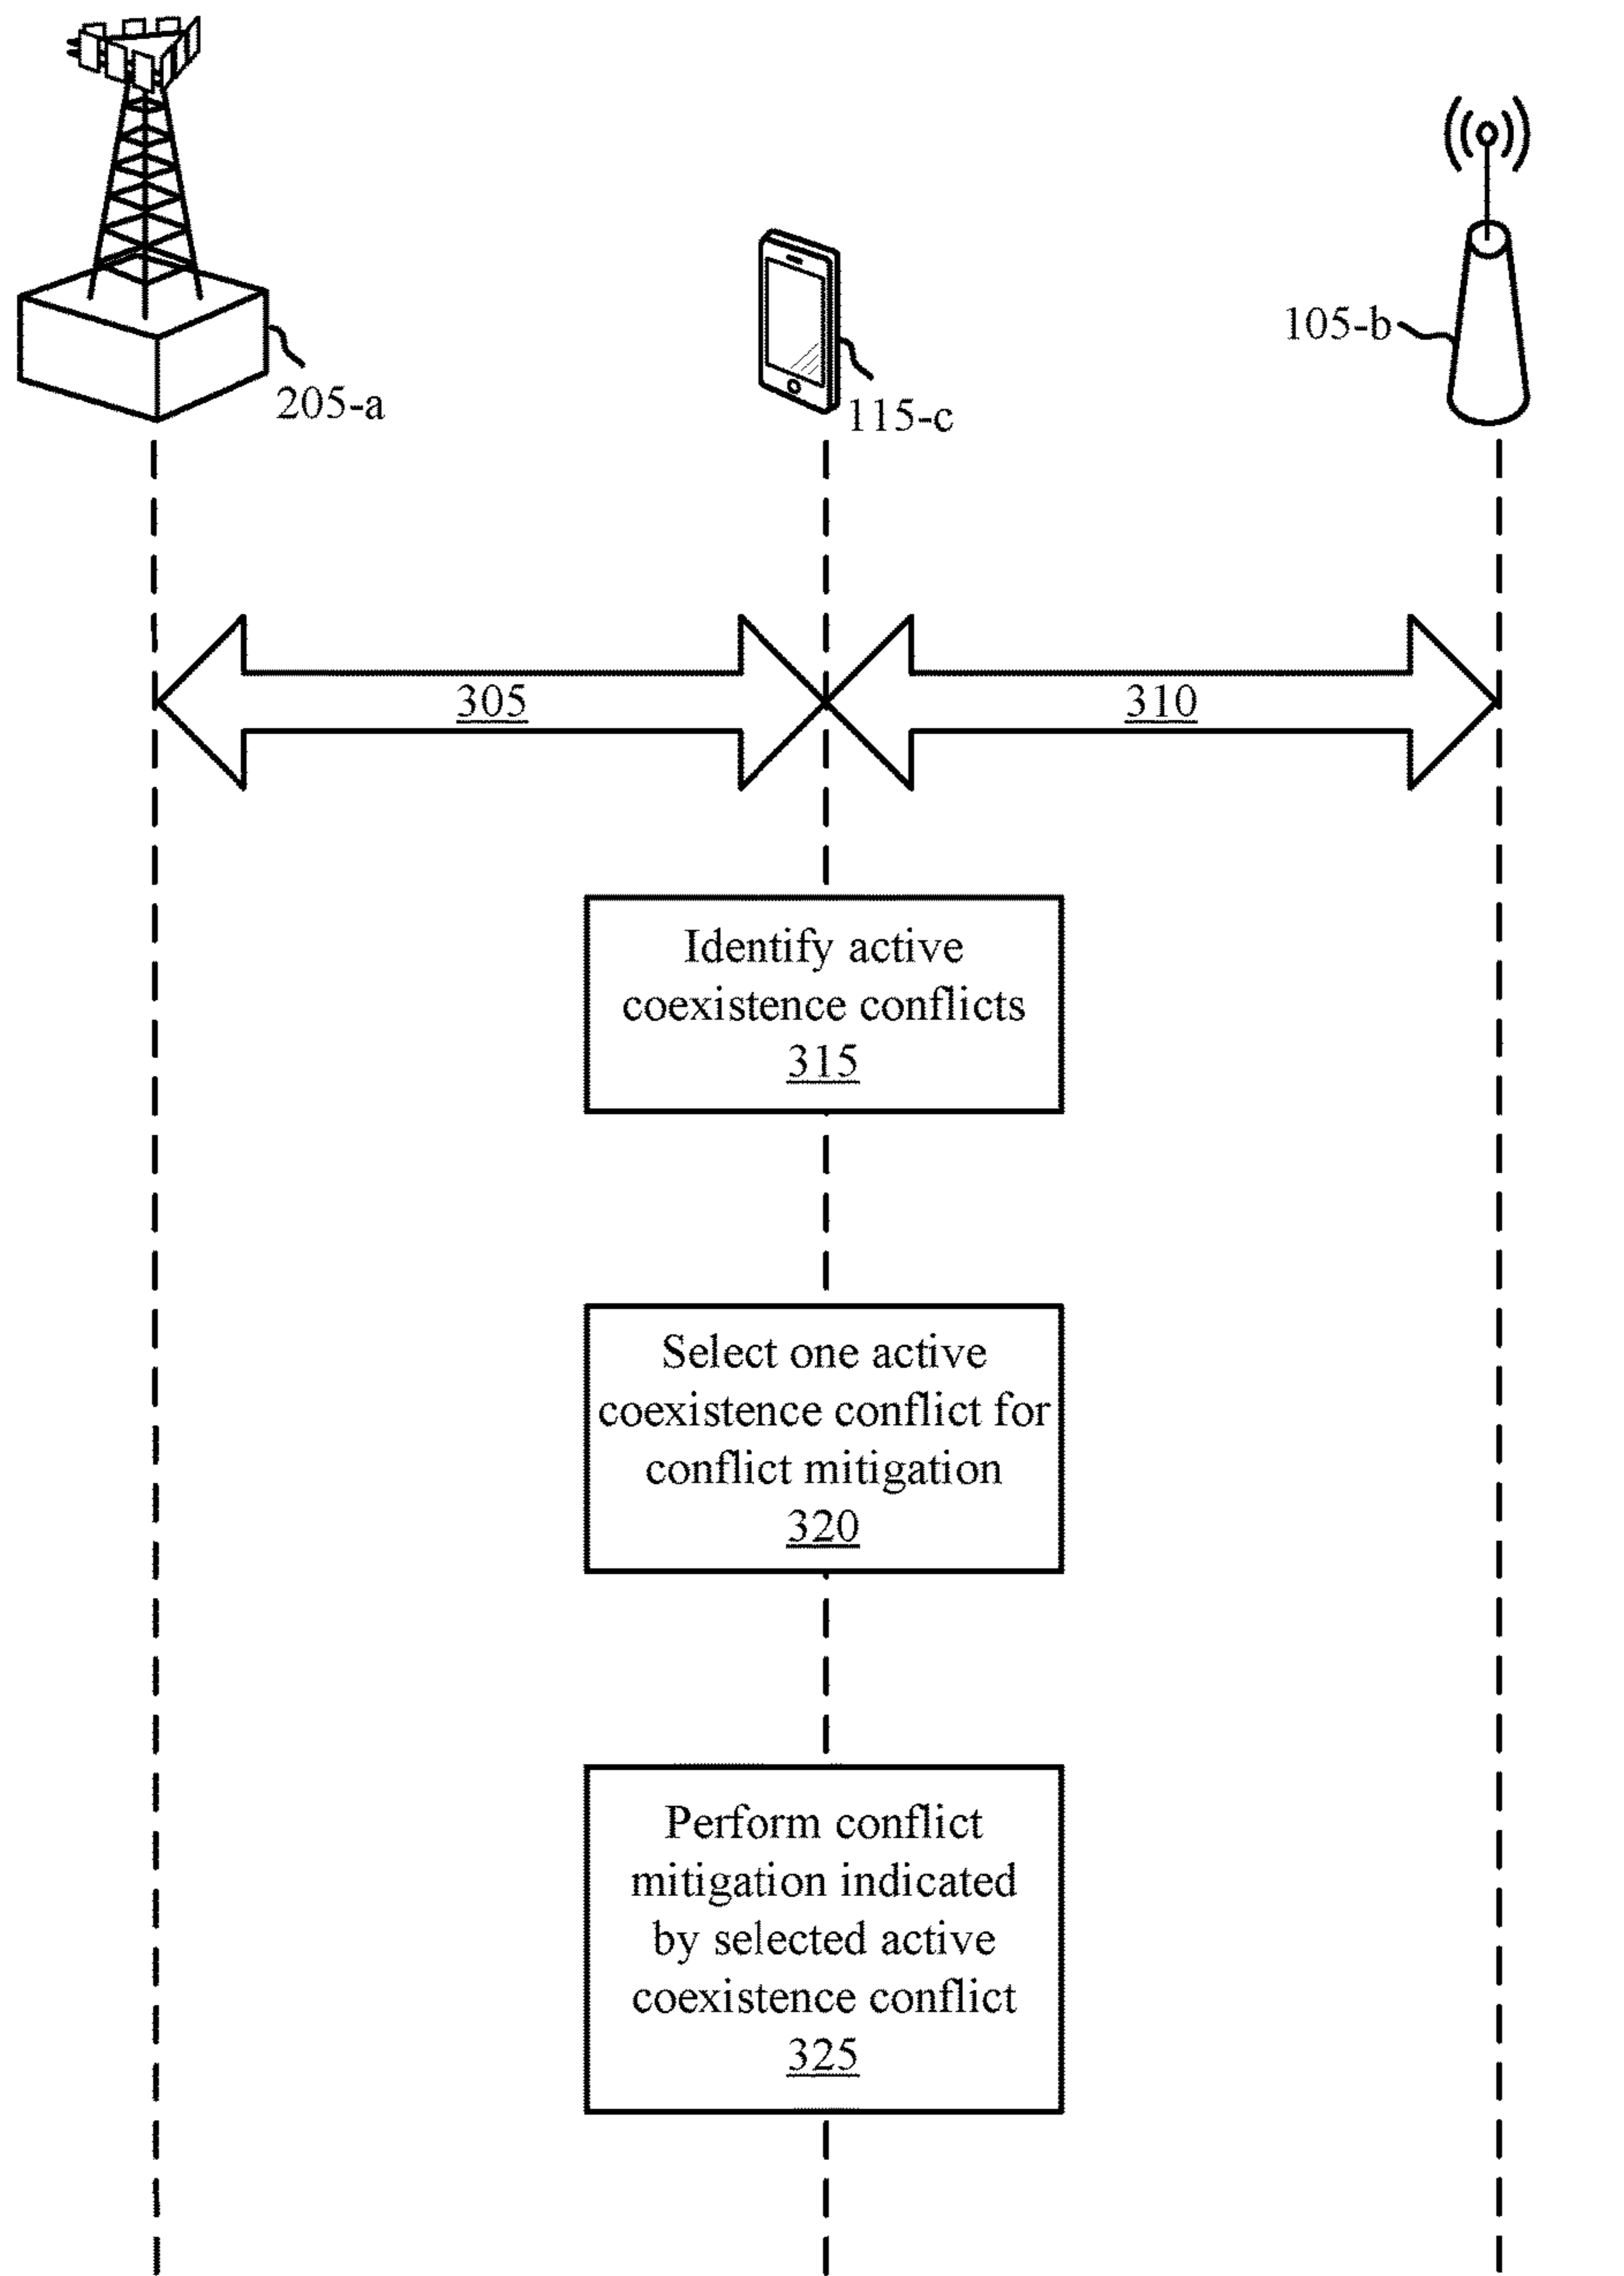 105-b
205-a
115-c
305
310
Identify active
coexistence conflicts
315
Select one active
coexistence conflict for
conflict mitigation
320
Perform conflict
mitigation indicated
by selected active
coexistence conflict
325